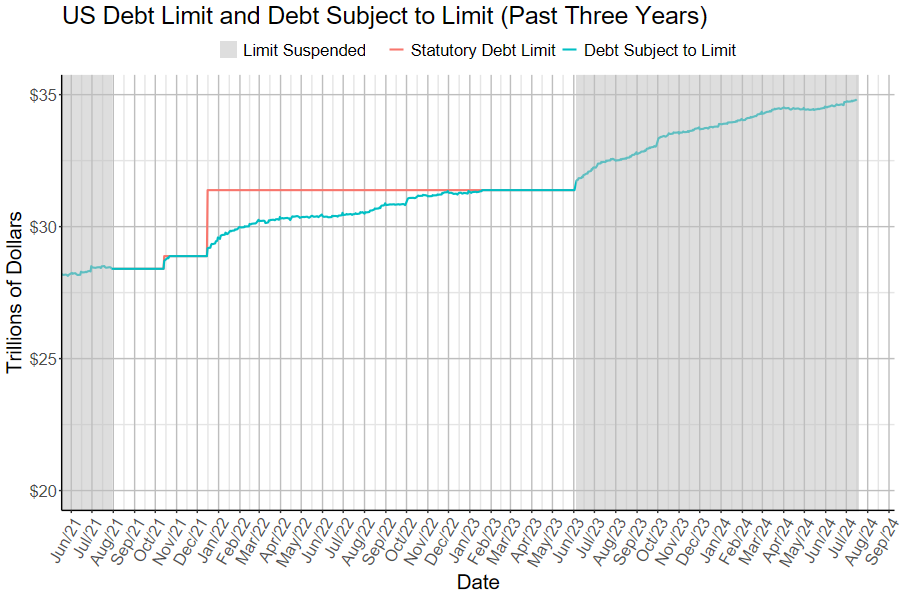 US Debt Limit and Debt Subject to Limit (Past Three Years)
Limit Suspended Statutory Debt Limit Debt Subject to Limit
$35
$30
$25
$20
Trillions of Dollars
Jun/21 Jul/21 Aug/21 Sep/21 Oct/21 Nov/21 Dec/21 Jan/22 Feb/22 Mar/22 Apr/22 May/22 Jun/22 Jul/22 Aug/22 Sep/22 Oct/22 Nov/22 Dec/22 Jan/23 Feb/23 Mar/23 Apr/23 May/23 Jun/23 Jul/23 Aug/23 Sep/23 Oct/23 Nov/23 Dec/23 Jan/24 Feb/24 Mar/24 Apr/24 May/24 Jun/24 Jul/24 Aug/24 Sep/24
Date